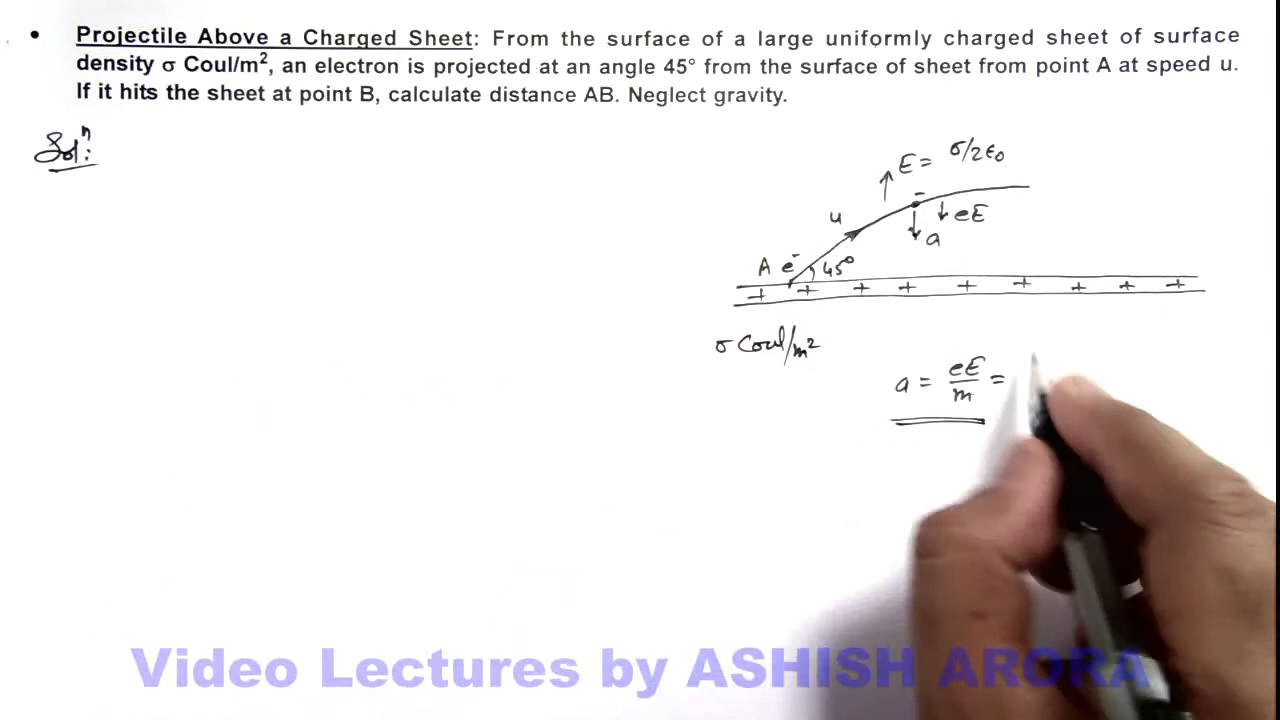 • Projectile Above a Charged Sheet: From the surface of a large uniformly charged sheet of surface
density σ Coul/m², an electron is projected at an angle 45° from the surface of sheet from point A at speed u.
If it hits the sheet at point B, calculate distance AB. Neglect gravity.
Solⁿ:
E = σ/2ϵ₀
-
u
eE
a
A e⁻ 45°
+ + + + + + + + +
σ Coul/m²
a = eE/m =
Video Lectures by ASHISH ARORA